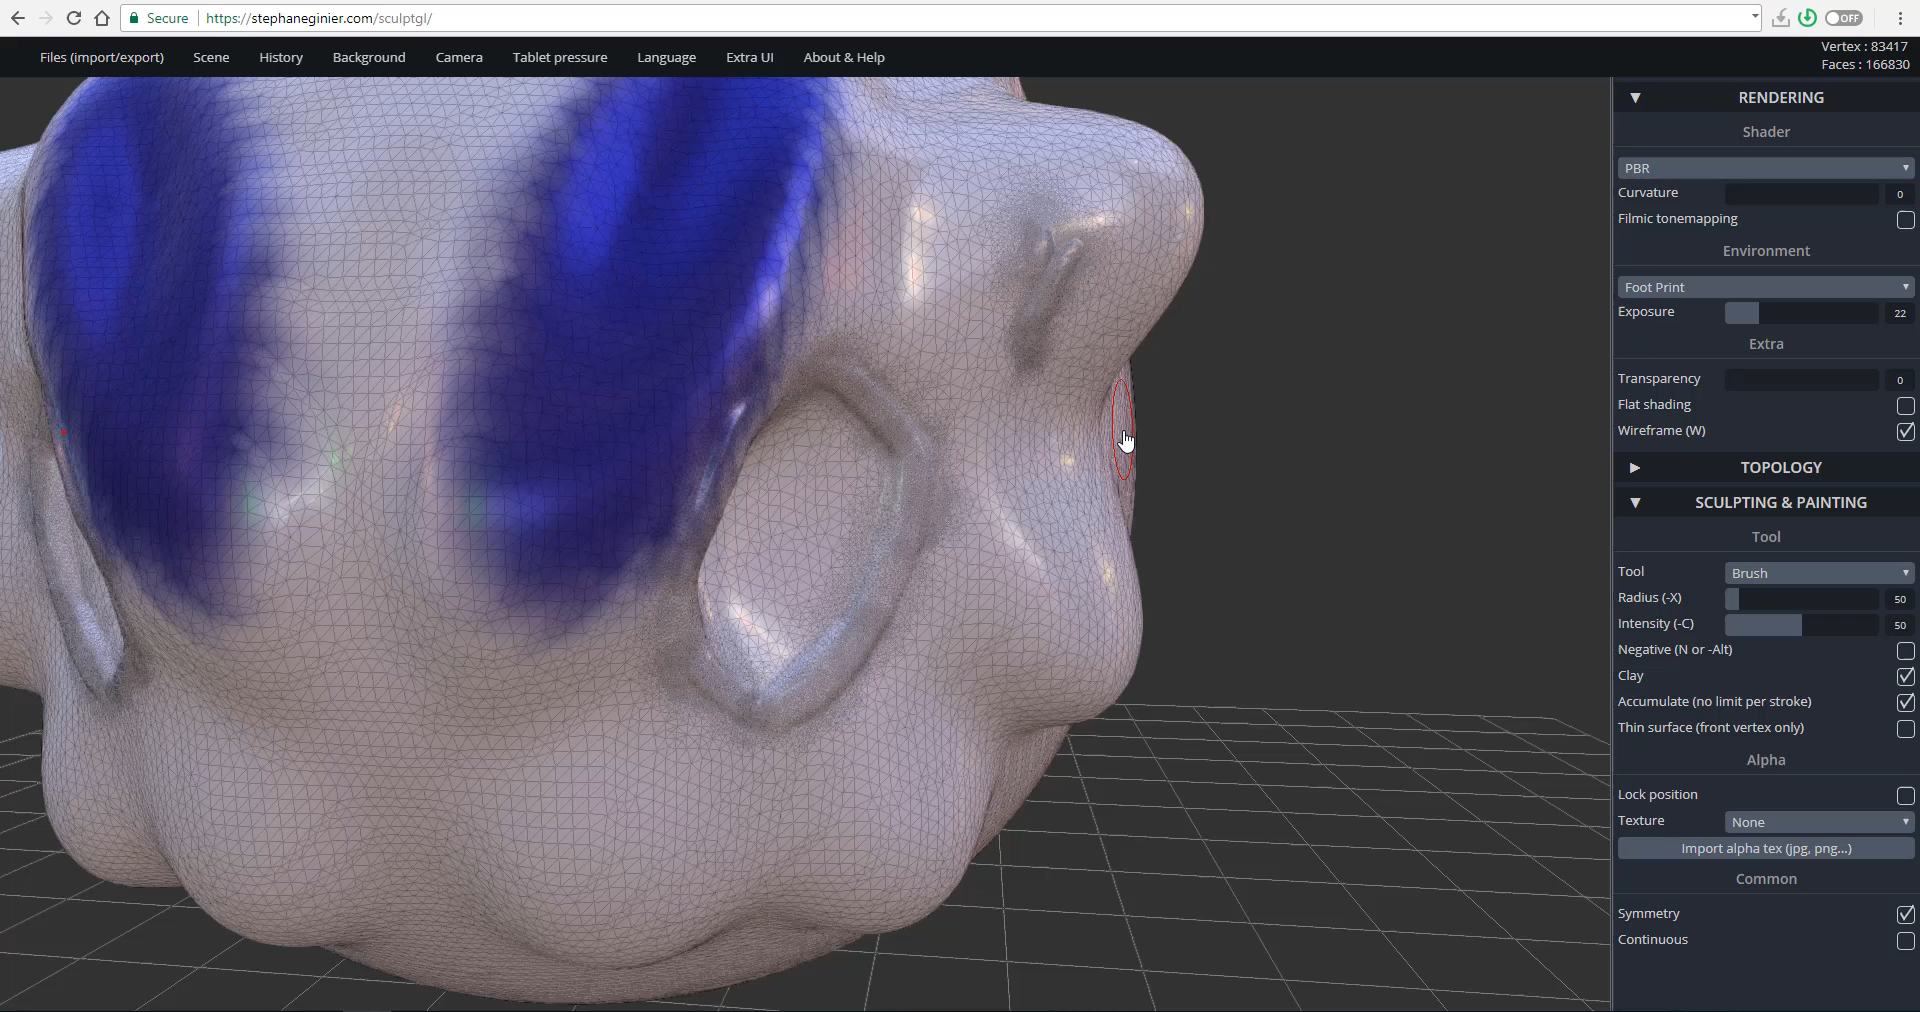 Secure https://stephaneginier.com/sculptgl/
OFF
Files (import/export) Scene History Background Camera Tablet pressure Language Extra UI About & Help
Vertex : 83417
Faces : 166830
RENDERING
Shader
PBR
Curvature 0
Filmic tonemapping
Environment
Foot Print
Exposure 22
Extra
Transparency 0
Flat shading
Wireframe (W)
TOPOLOGY
SCULPTING & PAINTING
Tool
Tool Brush
Radius (-X) 50
Intensity (-C) 50
Negative (N or -Alt)
Clay
Accumulate (no limit per stroke)
Thin surface (front vertex only)
Alpha
Lock position
Texture None
Import alpha tex (jpg, png...)
Common
Symmetry
Continuous